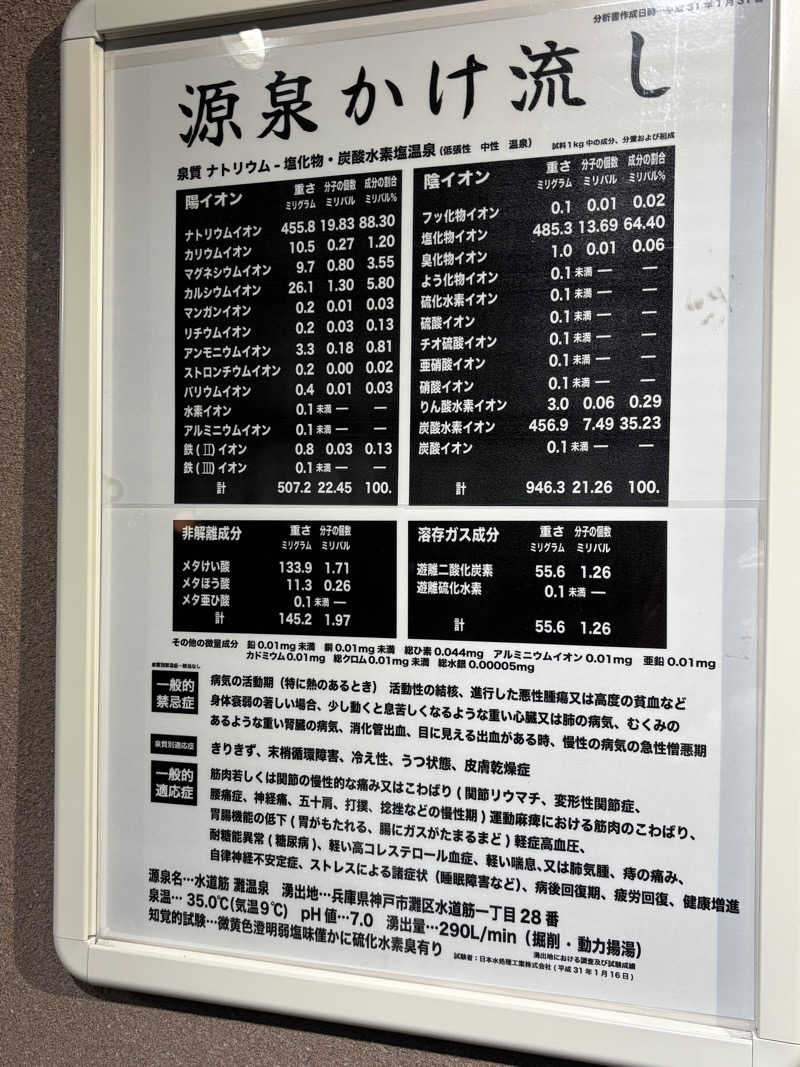 分析書作成日時 平成31年1月31日
源泉かけ流し
泉質 ナトリウム-塩化物・炭酸水素塩温泉(低張性 中性 温泉) 試料1kg中の成分、分量および組成
陽イオン 重さ ミリグラム 分子の個数 ミリバル 成分の割合 ミリバル%
ナトリウムイオン 455.8 19.83 88.30
カリウムイオン 10.5 0.27 1.20
マグネシウムイオン 9.7 0.80 3.55
カルシウムイオン 26.1 1.30 5.80
マンガンイオン 0.2 0.01 0.03
リチウムイオン 0.2 0.03 0.13
アンモニウムイオン 3.3 0.18 0.81
ストロンチウムイオン 0.2 0.00 0.02
バリウムイオン 0.4 0.01 0.03
水素イオン 0.1未満 — —
アルミニウムイオン 0.1未満 — —
鉄(II)イオン 0.8 0.03 0.13
鉄(III)イオン 0.1未満 — —
計 507.2 22.45 100.
陰イオン 重さ ミリグラム 分子の個数 ミリバル 成分の割合 ミリバル%
フッ化物イオン 0.1 0.01 0.02
塩化物イオン 485.3 13.69 64.40
臭化物イオン 1.0 0.01 0.06
よう化物イオン 0.1未満 — —
硫化水素イオン 0.1未満 — —
硫酸イオン 0.1未満 — —
チオ硫酸イオン 0.1未満 — —
亜硝酸イオン 0.1未満 — —
硝酸イオン 0.1未満 — —
りん酸水素イオン 3.0 0.06 0.29
炭酸水素イオン 456.9 7.49 35.23
炭酸イオン 0.1未満 — —
計 946.3 21.26 100.
非解離成分 重さ ミリグラム 分子の個数 ミリバル
メタけい酸 133.9 1.71
メタほう酸 11.3 0.26
メタ亜ひ酸 0.1未満 —
計 145.2 1.97
溶存ガス成分 重さ ミリグラム 分子の個数 ミリバル
遊離二酸化炭素 55.6 1.26
遊離硫化水素 0.1未満 —
計 55.6 1.26
その他の微量成分 鉛0.01mg未満 銅0.01mg未満 総ひ素0.044mg アルミニウムイオン0.01mg 亜鉛0.01mg
カドミウム0.01mg 総クロム0.01mg未満 総水銀0.00005mg
一般的禁忌症
病気の活動期(特に熱のあるとき) 活動性の結核、進行した悪性腫瘍又は高度の貧血など
身体衰弱の著しい場合、少し動くと息苦しくなるような重い心臓又は肺の病気、むくみの
あるような重い腎臓の病気、消化管出血、目に見える出血がある時、慢性の病気の急性憎悪期
泉質別適応症
きりきず、末梢循環障害、冷え性、うつ状態、皮膚乾燥症
一般的適応症
筋肉若しくは関節の慢性的な痛み又はこわばり(関節リウマチ、変形性関節症、
腰痛症、神経痛、五十肩、打撲、捻挫などの慢性期)運動麻痺における筋肉のこわばり、
胃腸機能の低下(胃がもたれる、腸にガスがたまるまど)軽症高血圧、
耐糖能異常(糖尿病)、軽い高コレステロール血症、軽い喘息、又は肺気腫、痔の痛み、
自律神経不安定症、ストレスによる諸症状(睡眠障害など)、病後回復期、疲労回復、健康増進
源泉名…水道筋 灘温泉 湧出地…兵庫県神戸市灘区水道筋一丁目28番
泉温… 35.0℃(気温9℃) pH値…7.0 湧出量…290L/min(掘削・動力揚湯)
知覚的試験…微黄色澄明弱塩味僅かに硫化水素臭有り
湧出地における調査及び試験成績
試験者:日本水処理工業株式会社(平成31年1月16日)